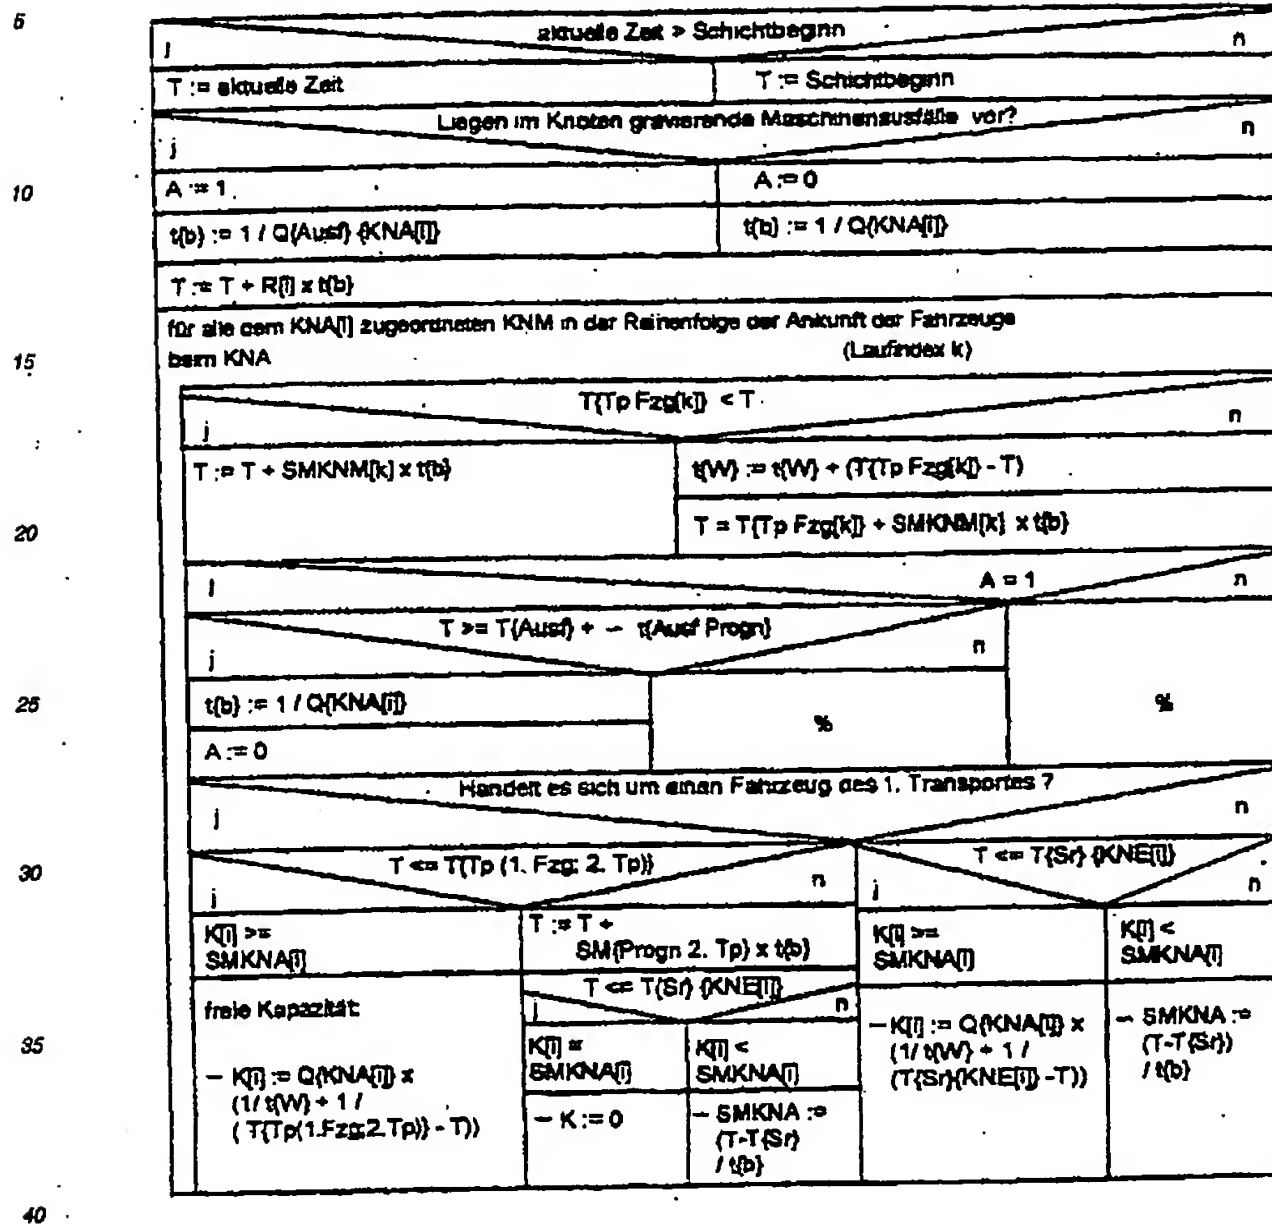 5
aktuelle Zeit > Schichtbeginn
j
n
T := aktuelle Zeit
T := Schichtbeginn
Liegen im Knoten gravierende Maschinenausfälle vor?
j
n
10
A := 1
A := 0
t{b} := 1 / Q{Ausf} {KNA[i]}
t{b} := 1 / Q{KNA[i]}
T := T + R[i] x t{b}
für alle dem KNA[i] zugeordneten KNM in der Reihenfolge der Ankunft der Fahrzeuge
15
beim KNA
(Laufindex k)
T{Tp Fzg[k]} < T
j
n
T := T + SMKNM[k] x t{b}
t{W} := t{W} + (T{Tp Fzg[k]} - T)
20
T = T{Tp Fzg[k]} + SMKNM[k] x t{b}
j
A = 1
n
T >= T{Ausf} + ∼ t{Ausf Progn}
j
n
25
t{b} := 1 / Q{KNA[i]}
%
%
A := 0
Handelt es sich um einen Fahrzeug des 1. Transportes ?
j
n
30
T <= T{Tp (1. Fzg; 2. Tp)}
j
n
T <= T{Sr} {KNE[i]}
j
n
K[i] >=
SMKNA[i]
T := T +
SM{Progn 2. Tp} x t{b}
K[i] >=
SMKNA[i]
K[i] <
SMKNA[i]
freie Kapazität:
T <= T{Sr} {KNE[i]}
j
n
35
K[i] =
SMKNA[i]
K[i] <
SMKNA[i]
∼ K[i] := Q{KNA[i]} x
(1/ t{W} + 1 /
(T{Sr}{KNE[i]} -T))
∼ SMKNA :=
(T-T{Sr})
/ t{b}
∼ K[i] := Q{KNA[i]} x
(1/ t{W} + 1 /
( T{Tp(1.Fzg;2.Tp)} - T))
∼ K := 0
∼ SMKNA :=
(T-T{Sr}
/ t{b}
40